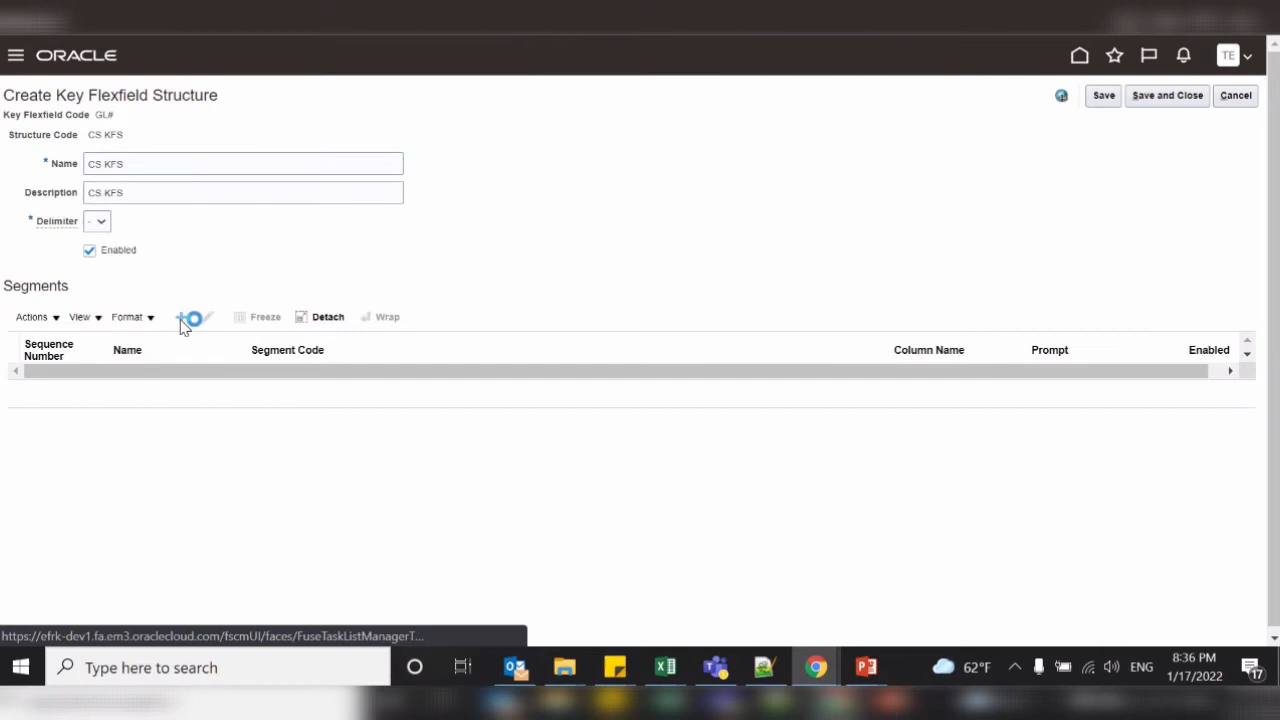 ORACLE
TE
Create Key Flexfield Structure
Save
Save and Close
Cancel
Key Flexfield Code GL#
Structure Code CS KFS
* Name CS KFS
Description CS KFS
* Delimiter -
Enabled
Segments
Actions View Format Freeze Detach Wrap
Sequence Number Name Segment Code Column Name Prompt Enabled
https://efrk-dev1.fa.em3.oraclecloud.com/fscmUI/faces/FuseTaskListManagerT...
Type here to search
62°F
ENG
8:36 PM
1/17/2022
17